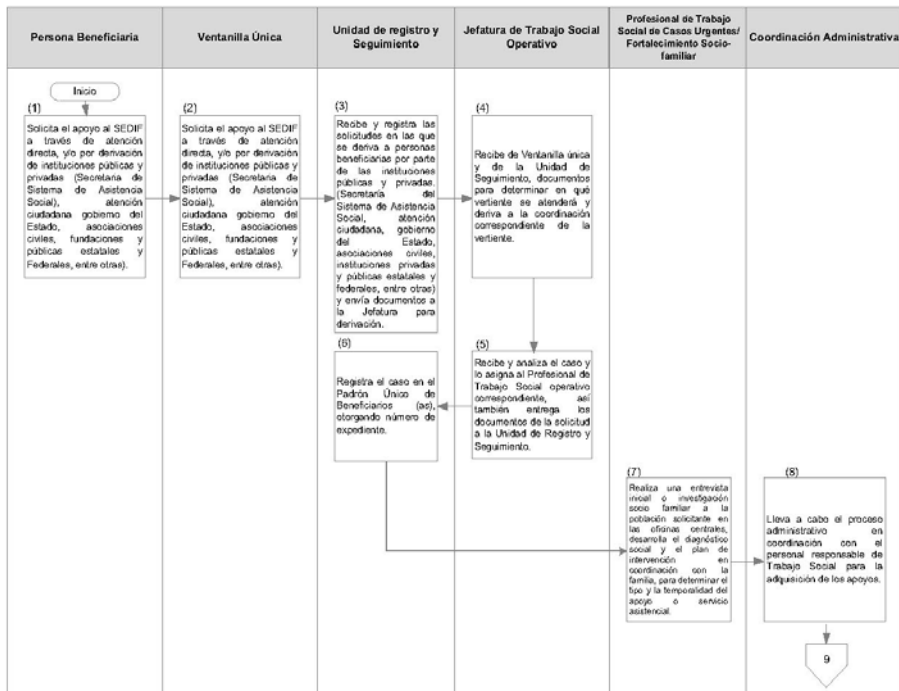 Persona Beneficiaria
Ventanilla Única
Unidad de registro y
Seguimiento
Jefatura de Trabajo Social
Operativo
Profesional de Trabajo
Social de Casos Urgentes/
Fortalecimiento Socio-
familiar
Coordinación Administrativa
Inicio
(1)
Solicita el apoyo al SEDIF
a través de atención
directa, y/o por derivación
de instituciones públicas y
privadas (Secretaria de
Sistema de Asistencia
Social), atención
ciudadana gobierno del
Estado, asociaciones
civiles, fundaciones y
públicas estatales y
Federales, entre otras).
(2)
Solicita el apoyo al SEDIF
a través de atención
directa, y/o por derivación
de instituciones públicas y
privadas (Secretaria de
Sistema de Asistencia
Social), atención
ciudadana gobierno del
Estado, asociaciones
civiles, fundaciones y
públicas estatales y
Federales, entre otras).
(3)
Recibe y registra las
solicitudes en las que
se deriva a personas
beneficiarias por parte
de las instituciones
públicas y privadas.
(Secretaría del
Sistema de Asistencia
Social, atención
ciudadana, gobierno
del Estado,
asociaciones civiles,
instituciones privadas
y públicas estatales y
federales, entre otras)
y envía documentos a
la Jefatura para
derivación.
(4)
Recibe de Ventanilla única
y de la Unidad de
Seguimiento, documentos
para determinar en qué
vertiente se atenderá y
deriva a la coordinación
correspondiente de la
vertiente.
(5)
Recibe y analiza el caso y
lo asigna al Profesional de
Trabajo Social operativo
correspondiente, así
también entrega los
documentos de la solicitud
a la Unidad de Registro y
Seguimiento.
(6)
Registra el caso en el
Padrón Único de
Beneficiarios (as),
otorgando número de
expediente.
(7)
Realiza una entrevista
inicial o investigación
socio familiar a la
población solicitante en
las oficinas centrales,
desarrolla el diagnóstico
social y el plan de
intervención en
coordinación con la
familia, para determinar el
tipo y la temporalidad del
apoyo o servicio
asistencial.
(8)
Lleva a cabo el proceso
administrativo en
coordinación con el
personal responsable de
Trabajo Social para la
adquisición de los apoyos.
9